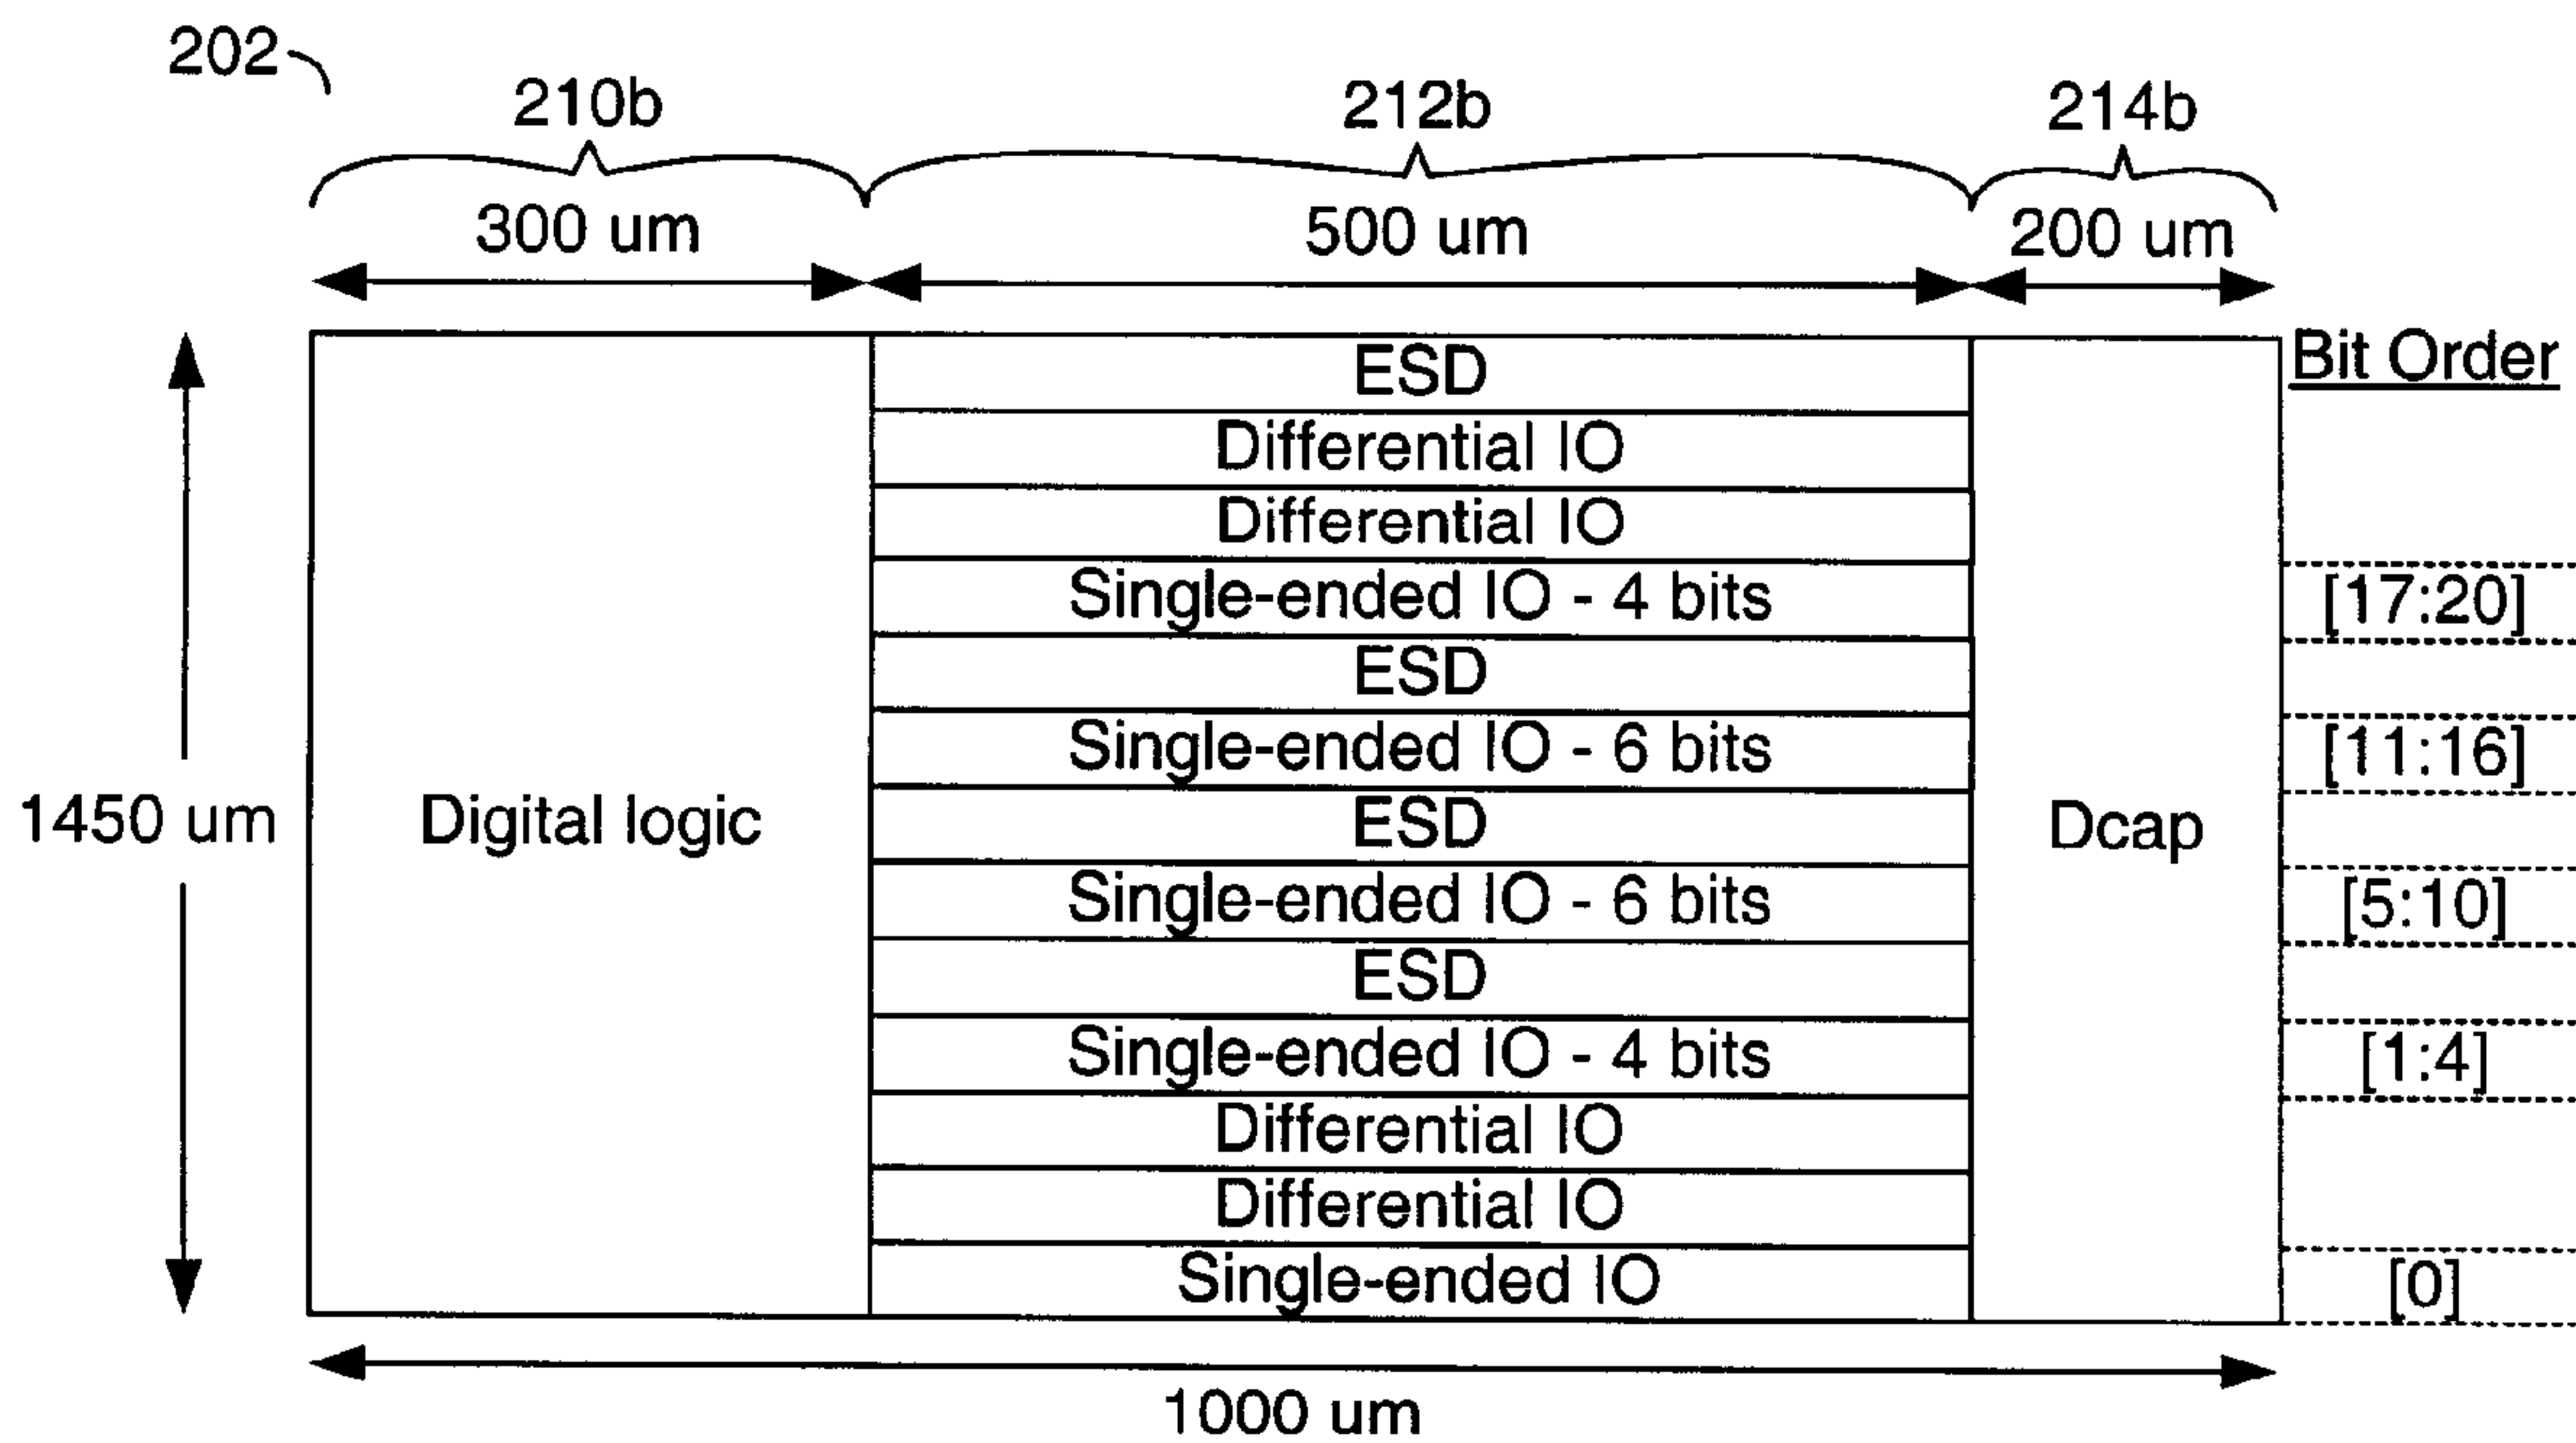 202
210b 212b 214b
300 um 500 um 200 um
Bit Order
ESD
Differential IO
Differential IO
Single-ended IO - 4 bits [17:20]
ESD
Single-ended IO - 6 bits [11:16]
1450 um Digital logic ESD Dcap
Single-ended IO - 6 bits [5:10]
ESD
Single-ended IO - 4 bits [1:4]
Differential IO
Differential IO
Single-ended IO [0]
1000 um